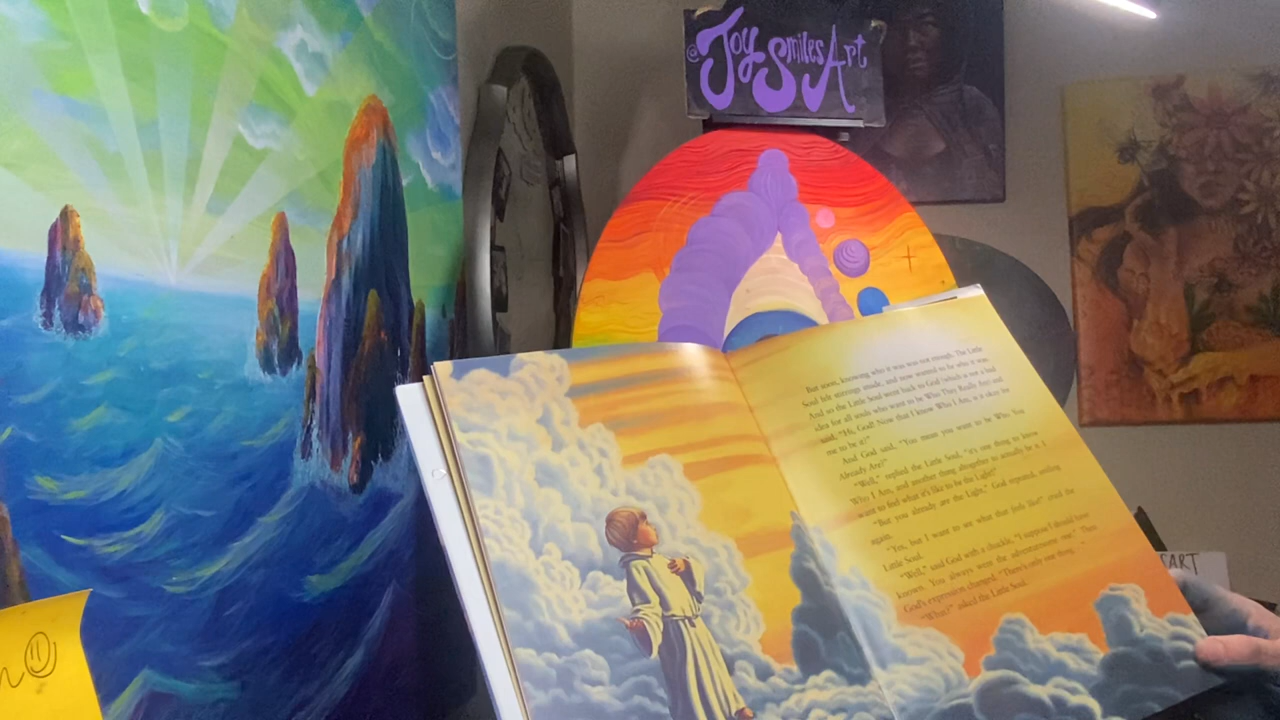 @JoySmilesArt
But soon, knowing who it was was not enough. The Little
Soul felt stirrings inside, and now wanted to be who it was.
And so the Little Soul went back to God (which is not a bad
idea for all souls who want to be Who They Really Are) and
said, "Hi, God! Now that I know Who I Am, is it okay for
me to be it?"
And God said, "You mean you want to be Who You
Already Are?"
"Well," replied the Little Soul, "it's one thing to know
Who I Am, and another thing altogether to actually be it. I
want to feel what it's like to be the Light!"
"But you already are the Light," God repeated, smiling
again.
"Yes, but I want to see what that feels like!" cried the
Little Soul.
"Well," said God with a chuckle, "I suppose I should have
known. You always were the adventuresome one." Then
God's expression changed. "There's only one thing..."
"What?" asked the Little Soul.
SART